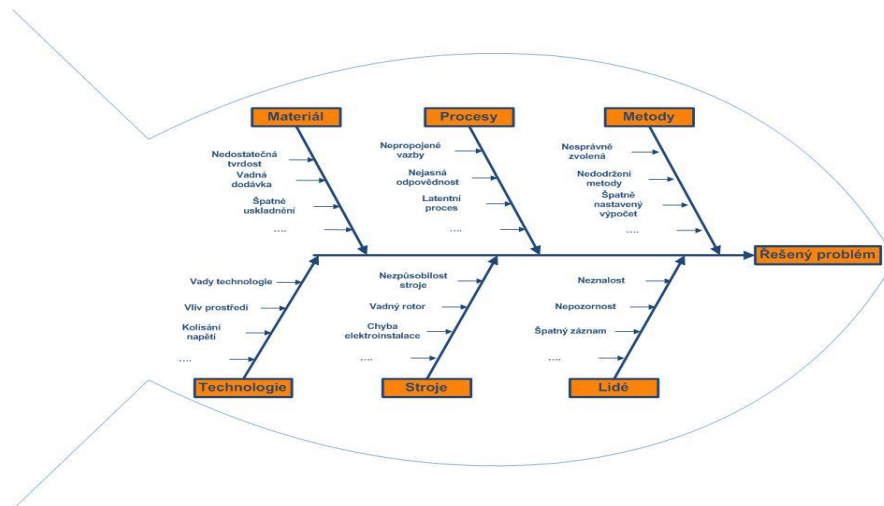 Materiál
Procesy
Metody
Nedostatečná
tvrdost
Vadná
dodávka
Špatné
uskladnění
....
Nepropojené
vazby
Nejasná
odpovědnost
Latentní
proces
....
Nesprávně
zvolená
Nedodržení
metody
Špatně
nastavený
výpočet
....
Řešený problém
Vady technologie
Vliv prostředí
Kolísání
napětí
....
Nezpůsobilost
stroje
Vadný rotor
Chyba
elektroinstalace
....
Neznalost
Nepozornost
Špatný záznam
....
Technologie
Stroje
Lidé